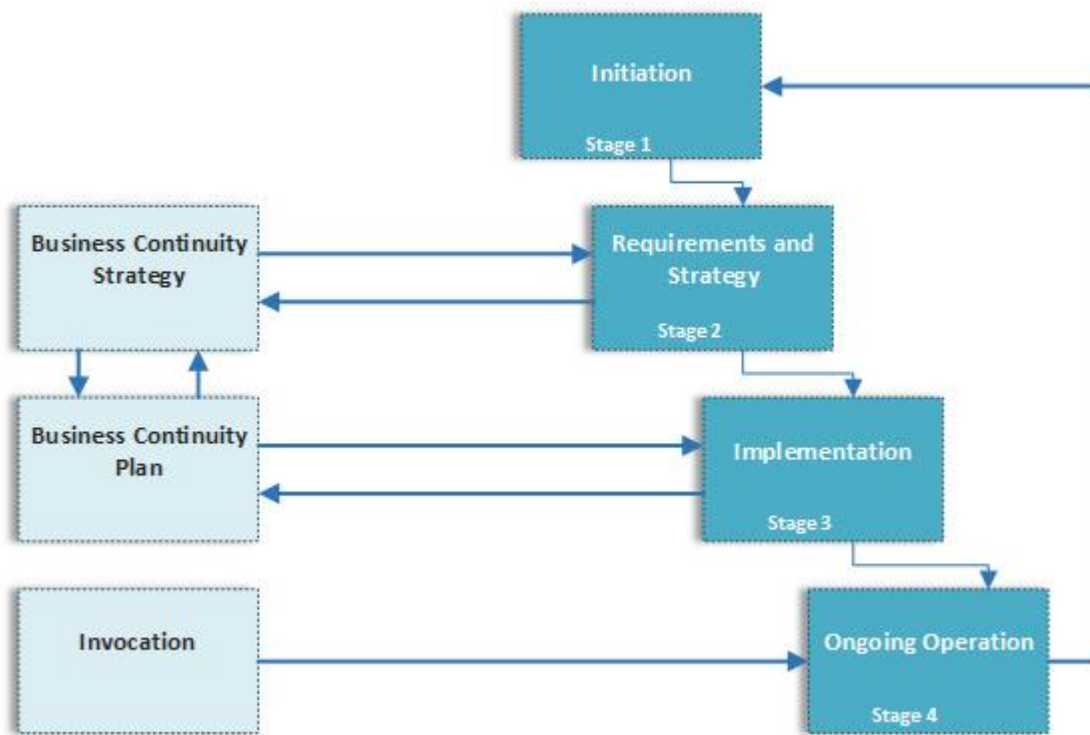 Initiation
Stage 1
Business Continuity
Strategy
Requirements and
Strategy
Stage 2
Business Continuity
Plan
Implementation
Stage 3
Invocation
Ongoing Operation
Stage 4